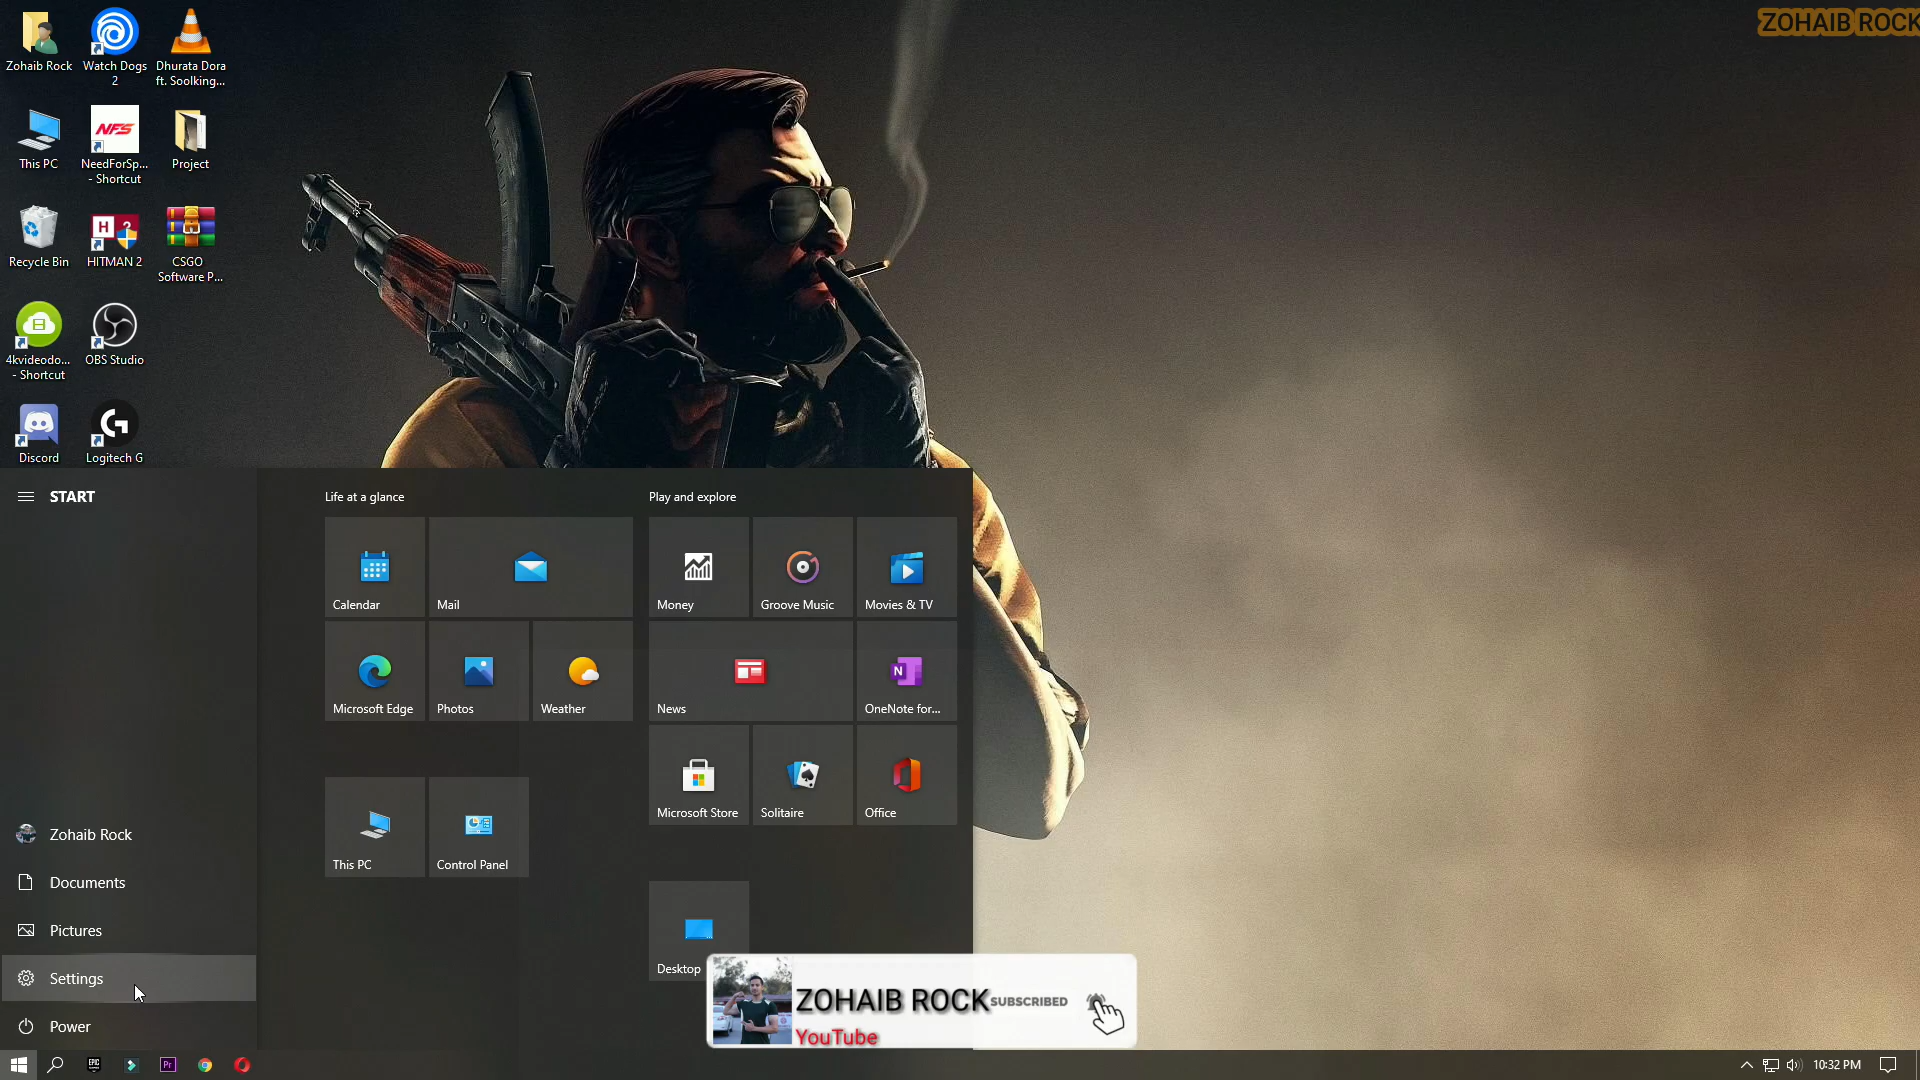 ZOHAIB ROCK
Zohaib Rock
Watch Dogs
2
Dhurata Dora
ft. Soolking...
This PC
NFS
NeedForSp...
- Shortcut
Project
Recycle Bin
H
HITMAN 2
CSGO
Software P...
4kvideodo...
- Shortcut
OBS Studio
Discord
Logitech G
START
Life at a glance
Play and explore
Calendar
Mail
Money
Groove Music
Movies & TV
Microsoft Edge
Photos
Weather
News
N
OneNote for...
Microsoft Store
Solitaire
Office
This PC
Control Panel
Desktop
Zohaib Rock
Documents
Pictures
Settings
Power
ZOHAIB ROCK
SUBSCRIBED
YouTube
EPIC
Pr
10:32 PM